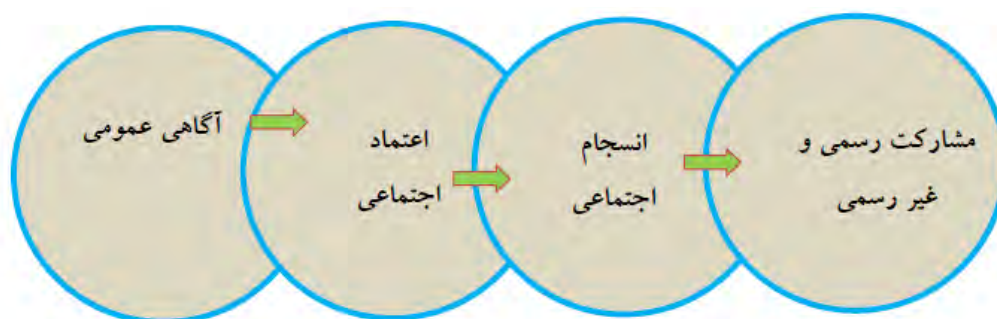 آگاهی عمومی
اعتماد
اجتماعی
انسجام
اجتماعی
مشارکت رسمی و
غیر رسمی